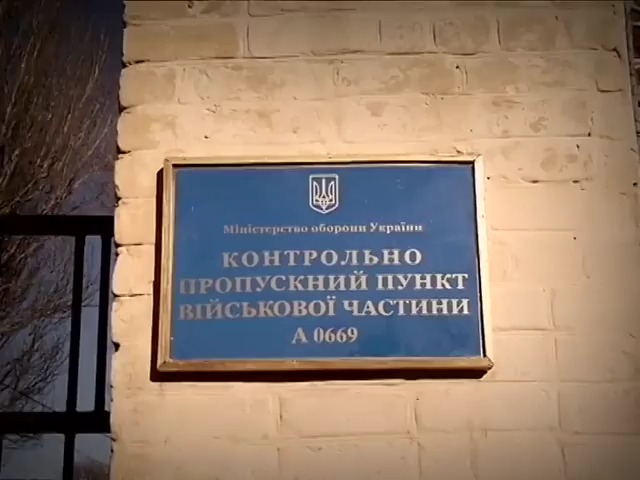 Міністерство оборони України
КОНТРОЛЬНО
ПРОПУСКНИЙ ПУНКТ
ВІЙСЬКОВОЇ ЧАСТИНИ
А 0669